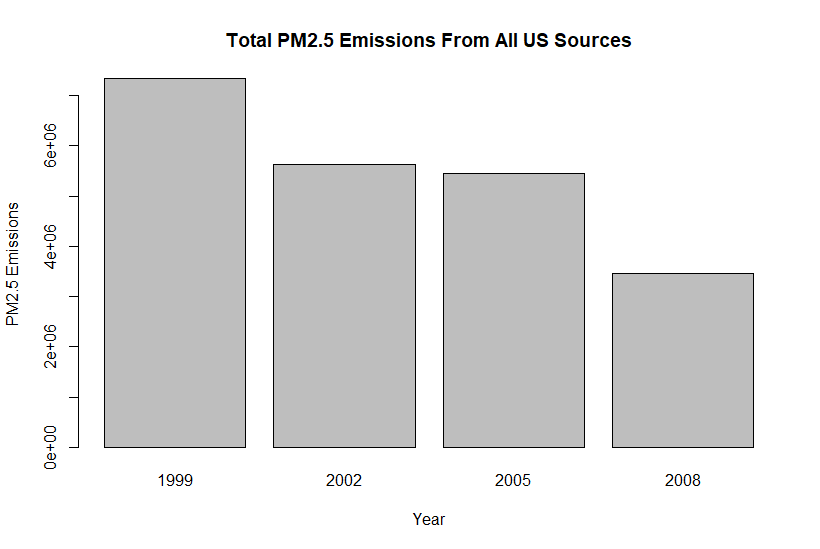 Total PM2.5 Emissions From All US Sources
PM2.5 Emissions
6e+06
4e+06
2e+06
0e+00
1999 2002 2005 2008
Year